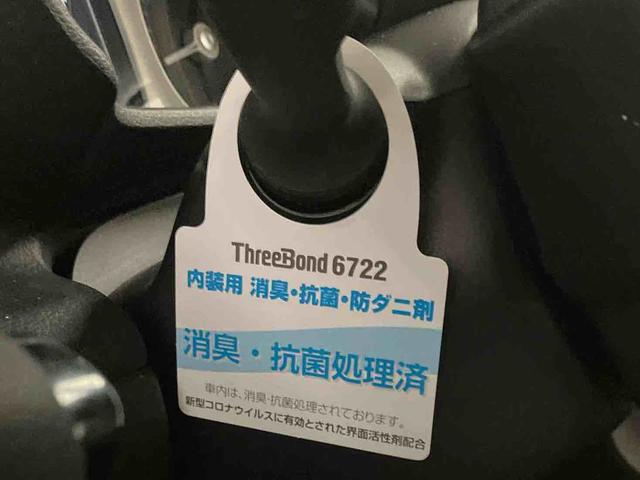 ThreeBond 6722
内装用 消臭・抗菌・防ダニ剤
消臭・抗菌処理済
車内は、消臭・抗菌処理されております。
新型コロナウイルスに有効とされた界面活性剤配合